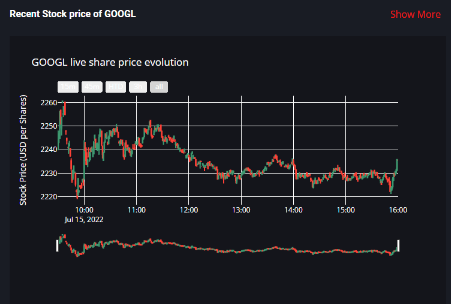 Recent Stock price of GOOGL
Show More
GOOGL live share price evolution
Stock Price (USD per Shares)
2260
2250
2240
2230
2220
10:00 11:00 12:00 13:00 14:00 15:00 16:00
Jul 15, 2022